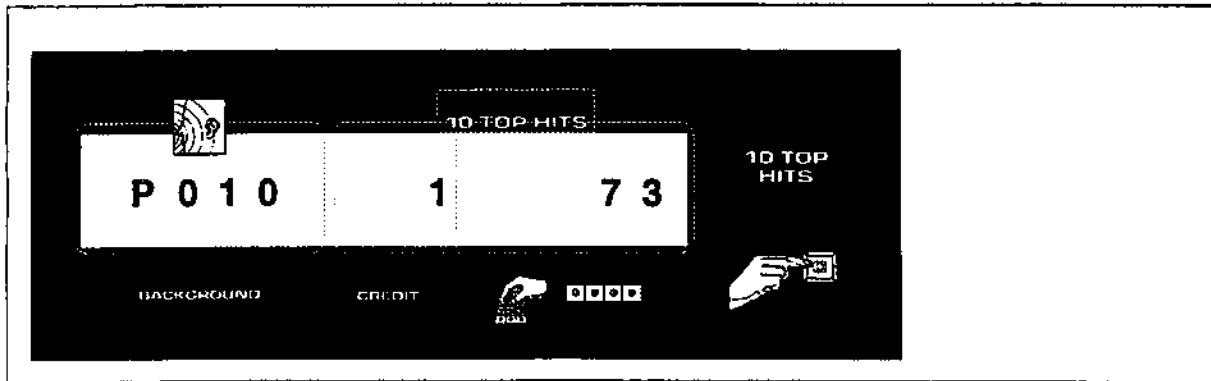 10 TOP HITS
P 0 1 0 1 7 3
10 TOP
HITS
BACKGROUND CREDIT